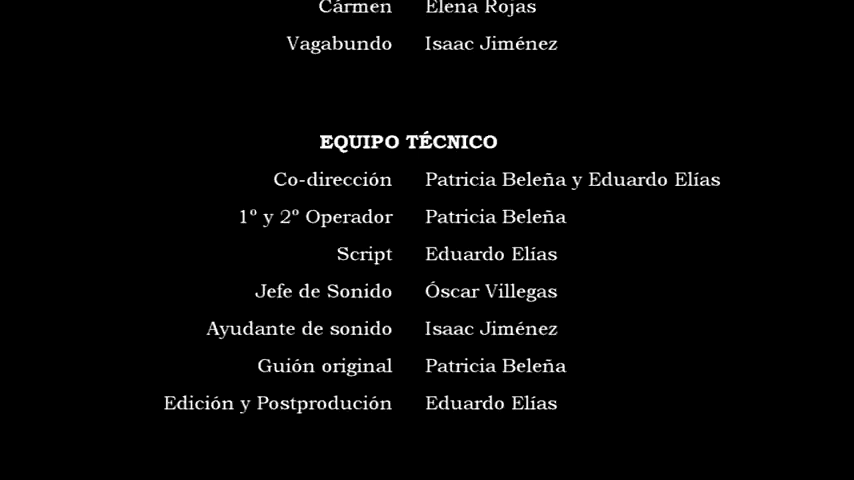 Cármen Elena Rojas
Vagabundo Isaac Jiménez
EQUIPO TÉCNICO
Co-dirección Patricia Beleña y Eduardo Elías
1º y 2º Operador Patricia Beleña
Script Eduardo Elías
Jefe de Sonido Óscar Villegas
Ayudante de sonido Isaac Jiménez
Guión original Patricia Beleña
Edición y Postprodución Eduardo Elías